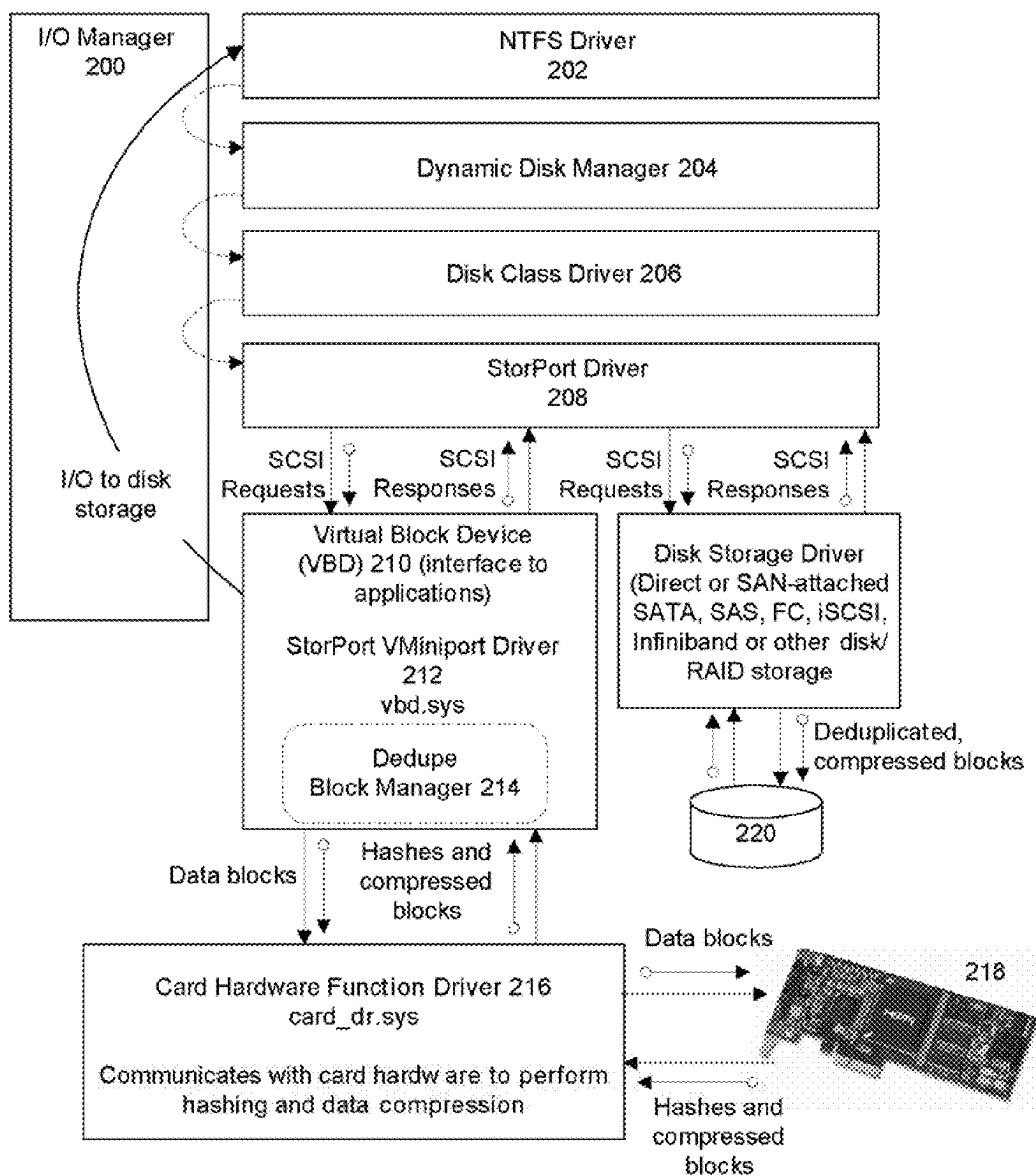 I/O Manager
200
NTFS Driver
202
Dynamic Disk Manager 204
Disk Class Driver 206
StorPort Driver
208
I/O to disk
storage
SCSI
Requests
SCSI
Responses
SCSI
Requests
SCSI
Responses
Virtual Block Device
(VBD) 210 (interface to
applications)
StorPort VMiniport Driver
212
vbd.sys
Dedupe
Block Manager 214
Disk Storage Driver
(Direct or SAN-attached
SATA, SAS, FC, iSCSI,
Infiniband or other disk/
RAID storage
Deduplicated,
compressed blocks
220
Data blocks
Hashes and
compressed
blocks
Card Hardware Function Driver 216
card_dr.sys
Communicates with card hardw are to perform
hashing and data compression
Data blocks
218
Hashes and
compressed
blocks